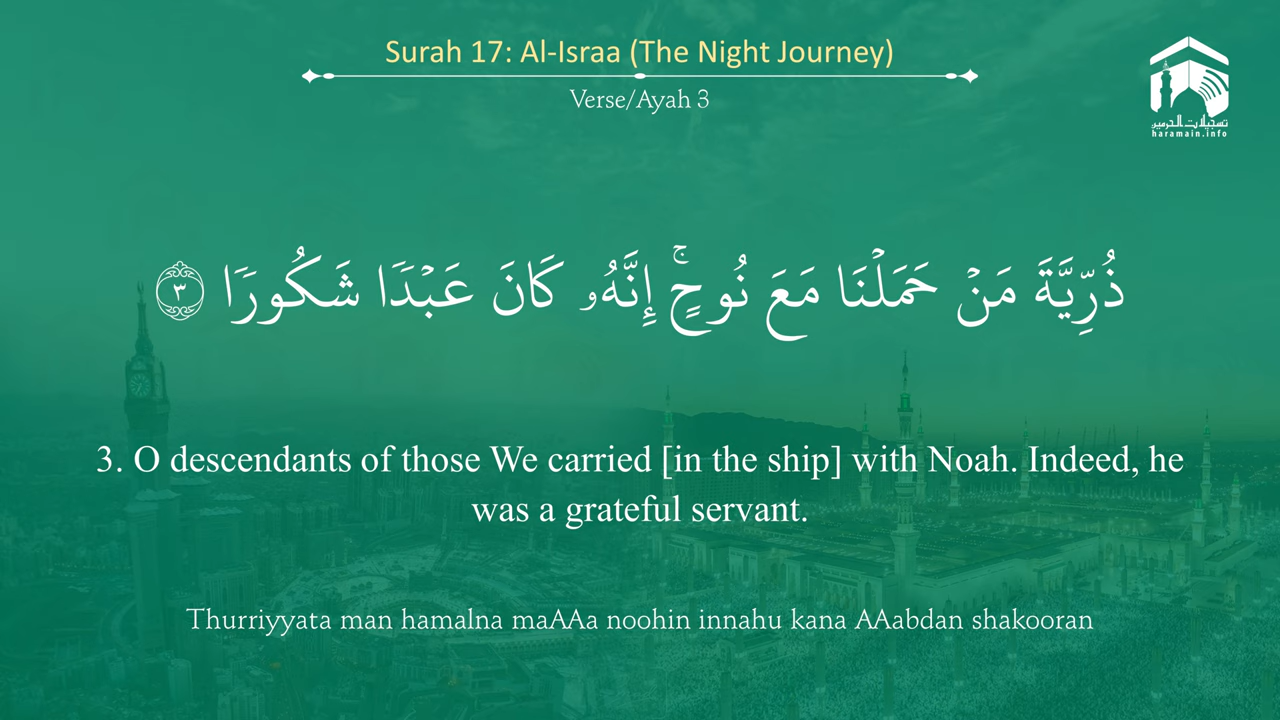 Surah 17: Al-Israa (The Night Journey)
Verse/Ayah 3
تسجيلات الحرمين
haramain.info
ذُرِّيَّةَ مَنۡ حَمَلۡنَا مَعَ نُوحٍۚ إِنَّهُۥ كَانَ عَبۡدٗا شَكُورٗا ٣
3. O descendants of those We carried [in the ship] with Noah. Indeed, he
was a grateful servant.
Thurriyyata man hamalna maAAa noohin innahu kana AAabdan shakooran